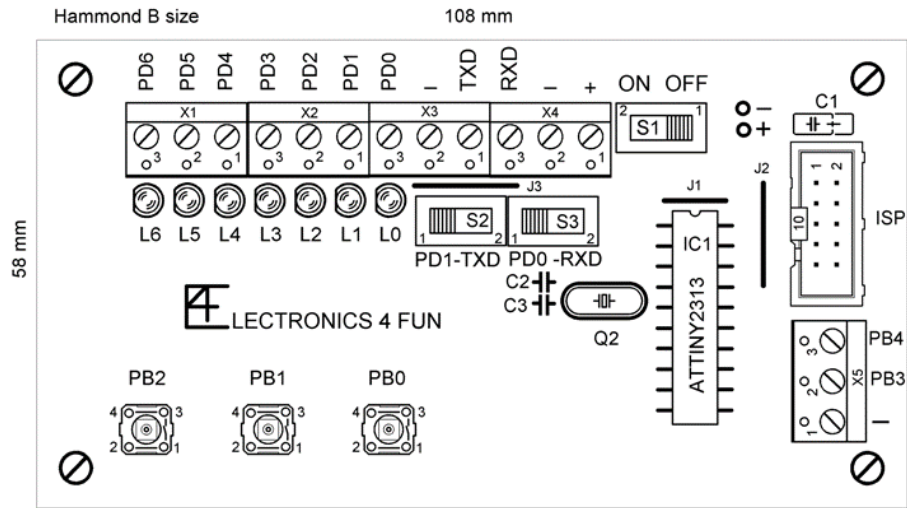 Hammond B size 108 mm
58 mm
PD6 PD5 PD4 PD3 PD2 PD1 PD0 – TXD RXD – +
ON OFF
X1 X2 X3 X4
2 S1 1
–
+
C1
3 2 1 3 2 1 3 2 1 3 2 1
J3
J1
J2
1 2
10
ISP
L6 L5 L4 L3 L2 L1 L0
1 S2 2
1 S3 2
PD1-TXD PD0 -RXD
IC1
ATTINY2313
C2
C3
Q2
4E
LECTRONICS 4 FUN
PB4
PB3
–
3
2
1
X5
PB2 PB1 PB0
4 3 4 3 4 3
2 1 2 1 2 1